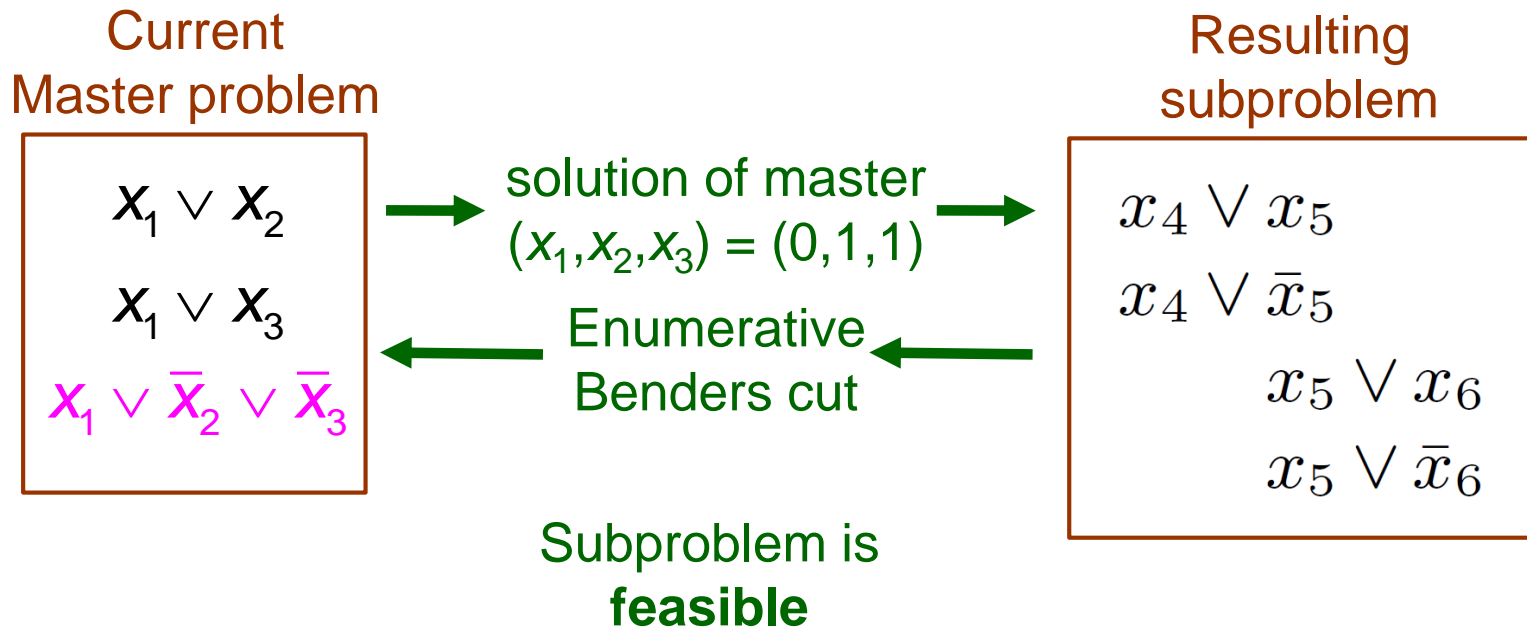 Current
Master problem
x₁ ∨ x₂
x₁ ∨ x₃
x₁ ∨ x̄₂ ∨ x̄₃
solution of master
(x₁,x₂,x₃) = (0,1,1)
Enumerative
Benders cut
Subproblem is
feasible
Resulting
subproblem
x₄ ∨ x₅
x₄ ∨ x̄₅
x₅ ∨ x₆
x₅ ∨ x̄₆